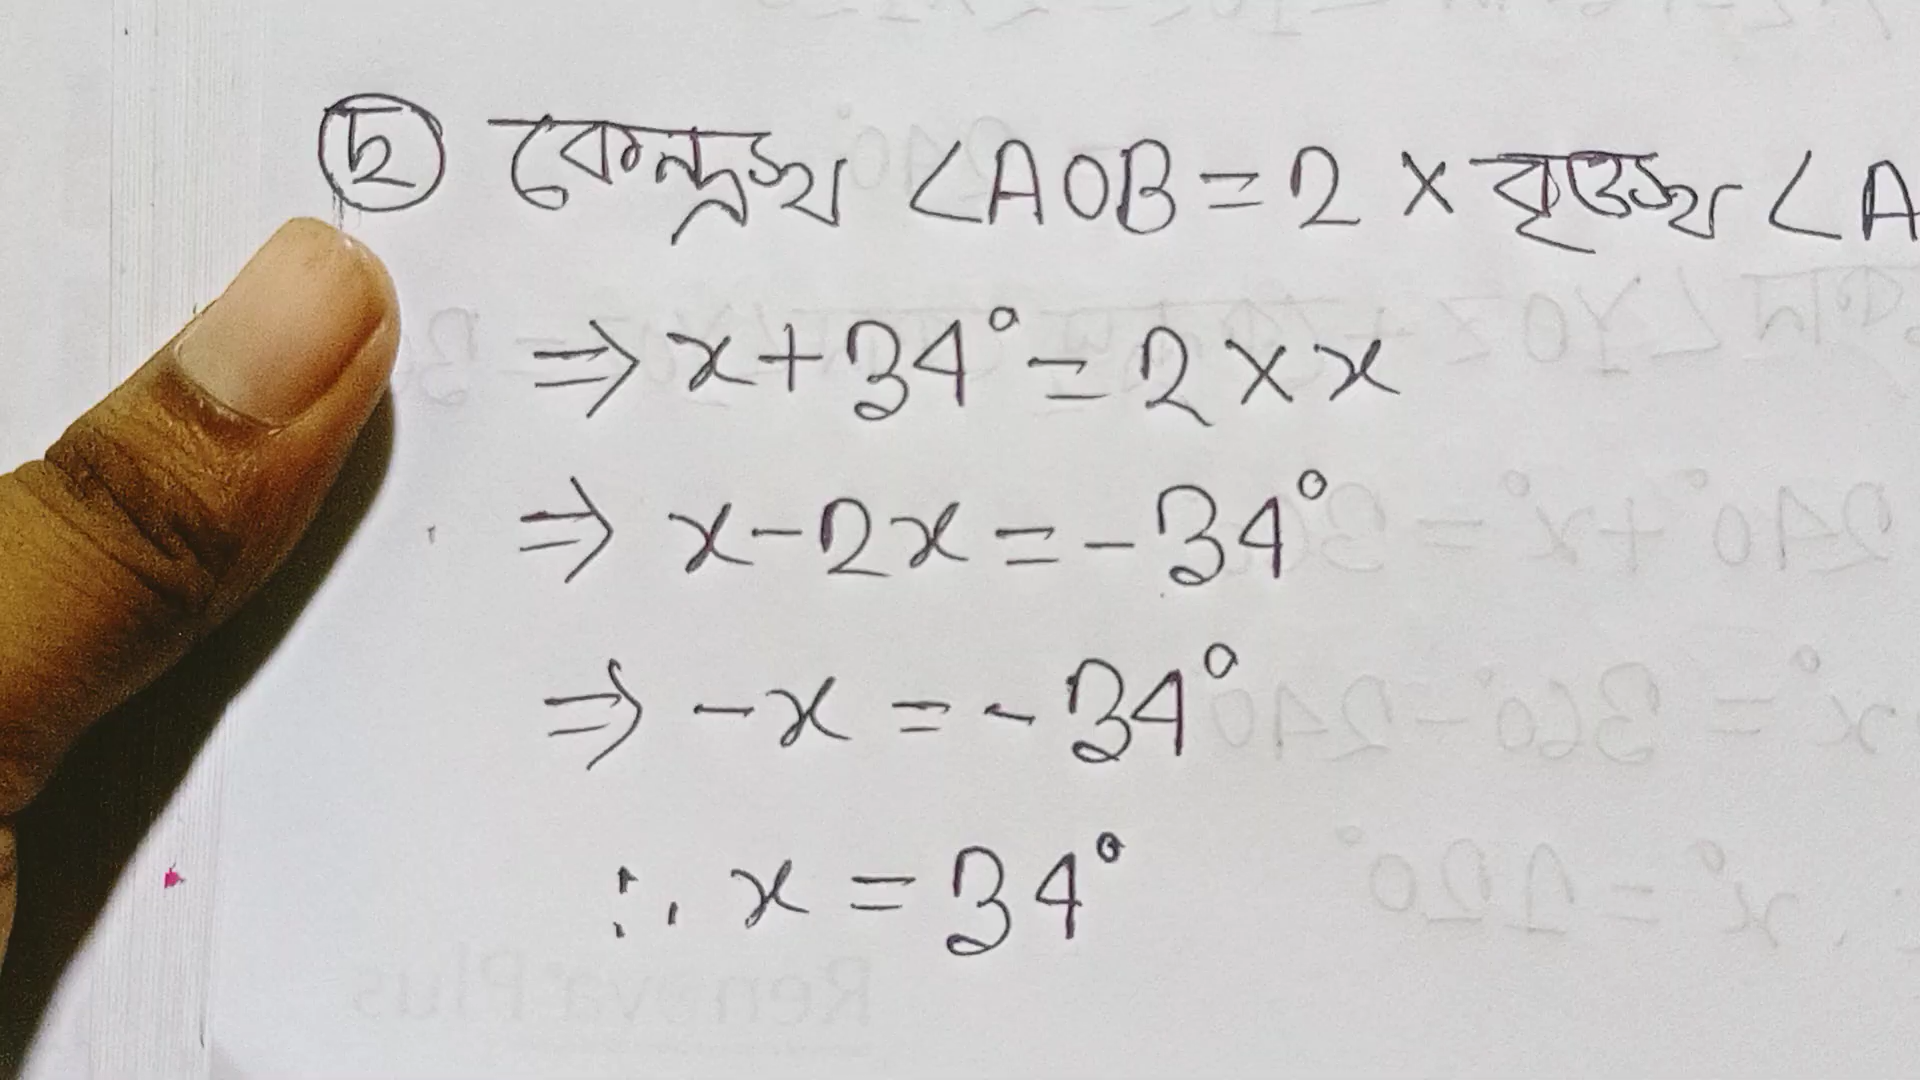 চ কেন্দ্রস্থ ∠AOB = 2 × বৃত্তস্থ ∠A
⇒ x + 34° = 2 × x
⇒ x - 2x = - 34°
⇒ - x = - 34°
∴ x = 34°